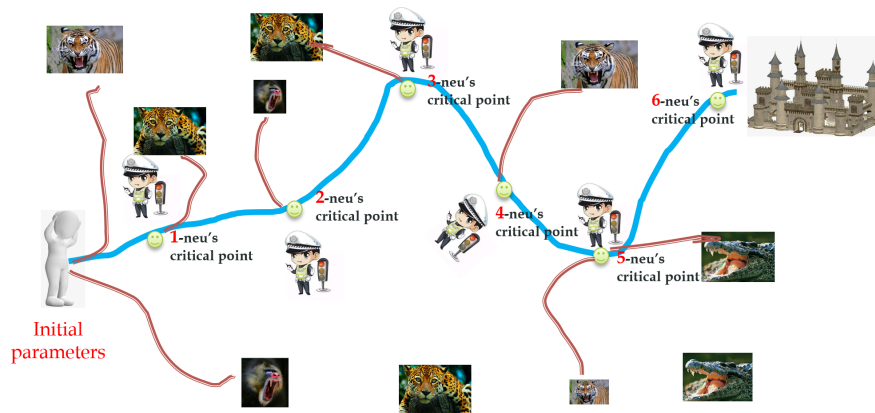 3-neu's
critical point
6-neu's
critical point
2-neu's
critical point
4-neu's
critical point
1-neu's
critical point
5-neu's
critical point
Initial
parameters